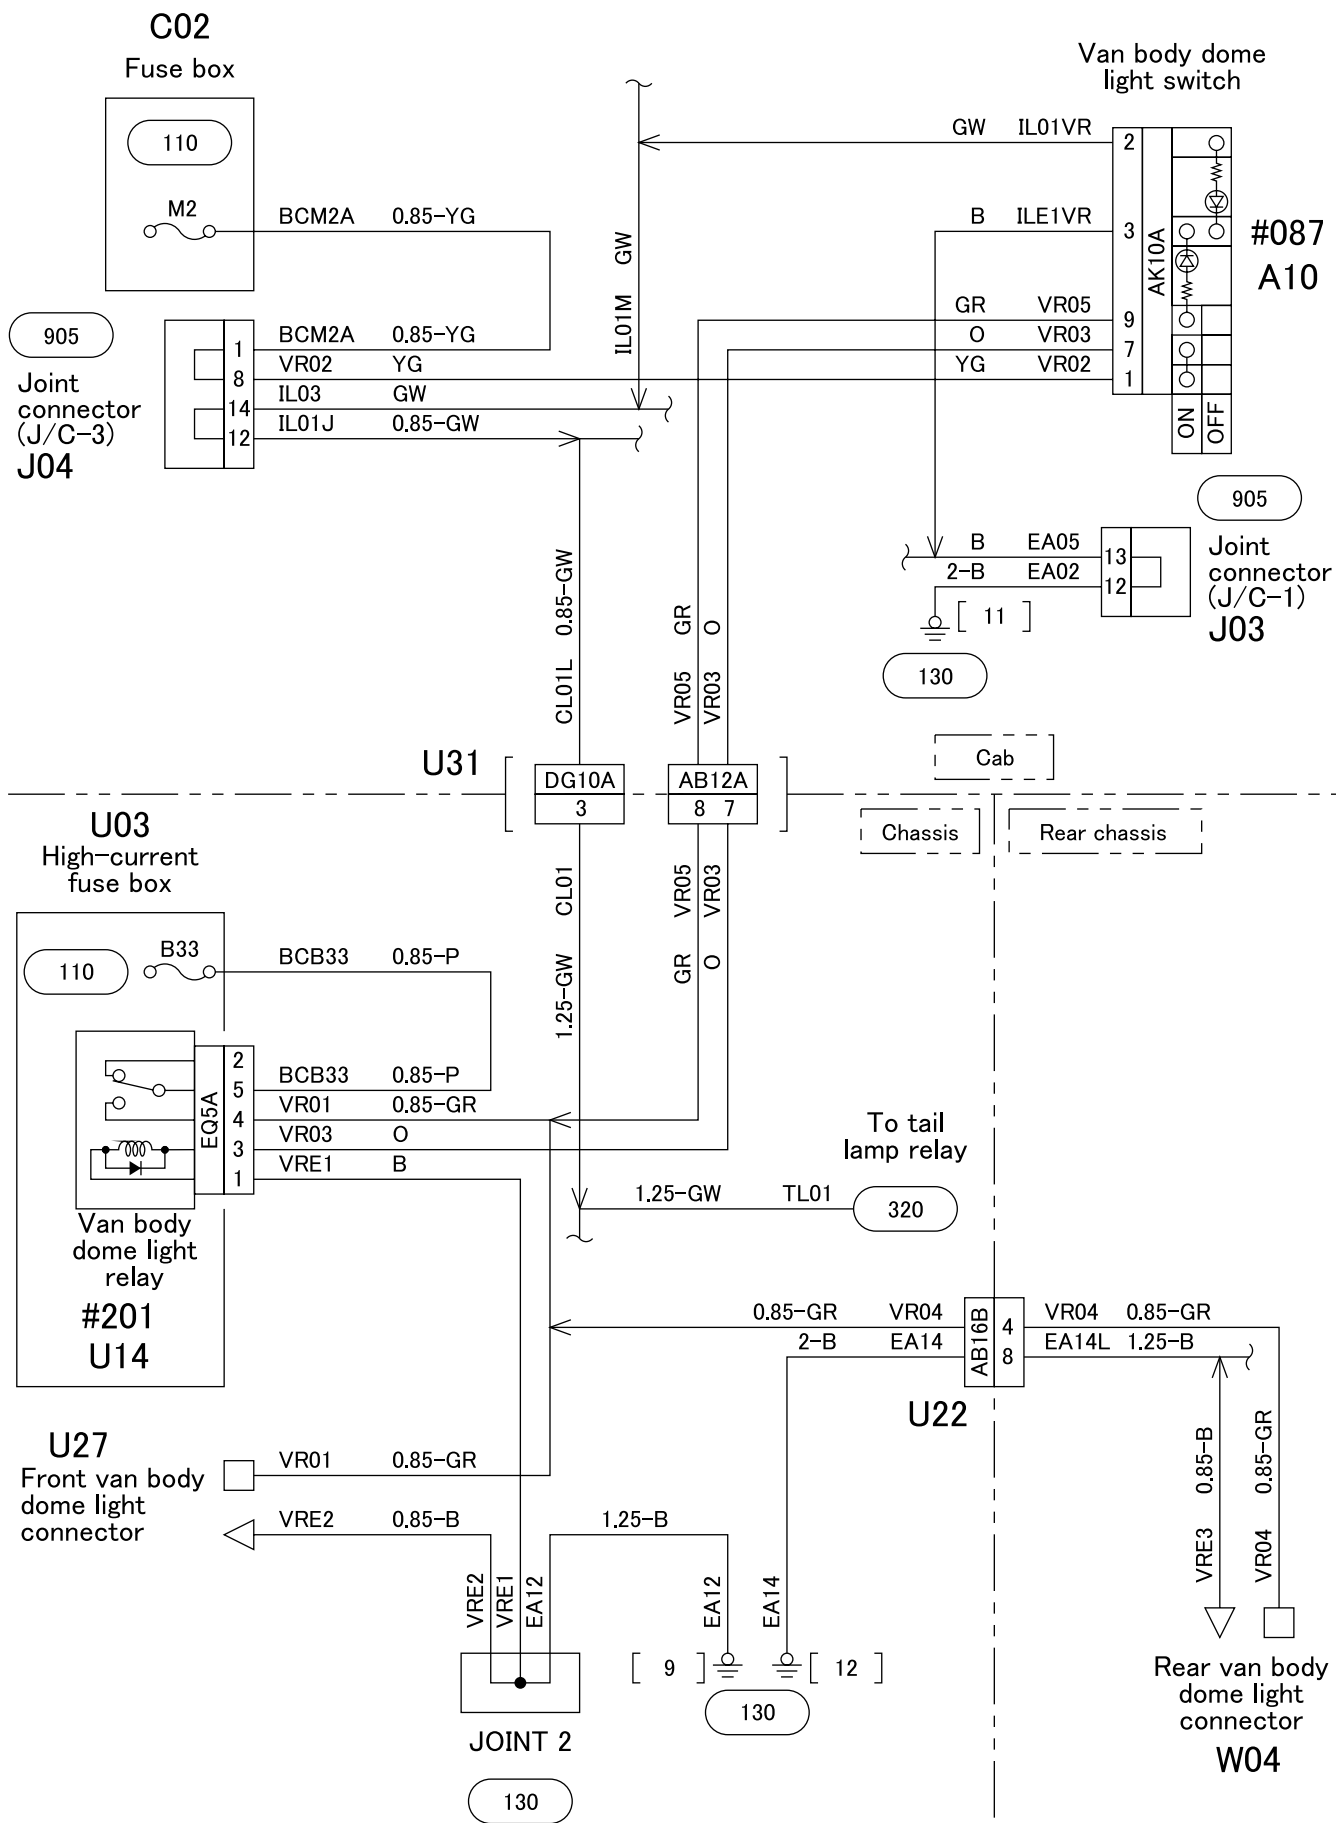 C02
Fuse box
110
M2
BCM2A 0.85-YG
905
Joint
connector
(J/C-3)
J04
1
8
14
12
BCM2A 0.85-YG
VR02 YG
IL03 GW
IL01J 0.85-GW
IL01M GW
Van body dome
light switch
GW IL01VR
B ILE1VR
GR VR05
O VR03
YG VR02
2
3
9
7
1
AK10A
ON
OFF
#087
A10
905
Joint
connector
(J/C-1)
J03
B EA05
2-B EA02
13
12
[ 11 ]
130
CL01L 0.85-GW
VR05 GR
VR03 O
U31
DG10A
3
AB12A
8 7
Cab
Chassis
Rear chassis
CL01
1.25-GW
VR05
GR
VR03
O
U03
High-current
fuse box
110
B33
BCB33 0.85-P
EQ5A
2
5
4
3
1
BCB33 0.85-P
VR01 0.85-GR
VR03 O
VRE1 B
Van body
dome light
relay
#201
U14
To tail
lamp relay
1.25-GW TL01
320
0.85-GR VR04
2-B EA14
AB16B
4
8
VR04 0.85-GR
EA14L 1.25-B
U22
U27
Front van body
dome light
connector
VR01 0.85-GR
VRE2 0.85-B
1.25-B
VRE2
VRE1
EA12
EA12
EA14
VRE3 0.85-B
VR04 0.85-GR
[ 9 ]
[ 12 ]
130
JOINT 2
130
Rear van body
dome light
connector
W04